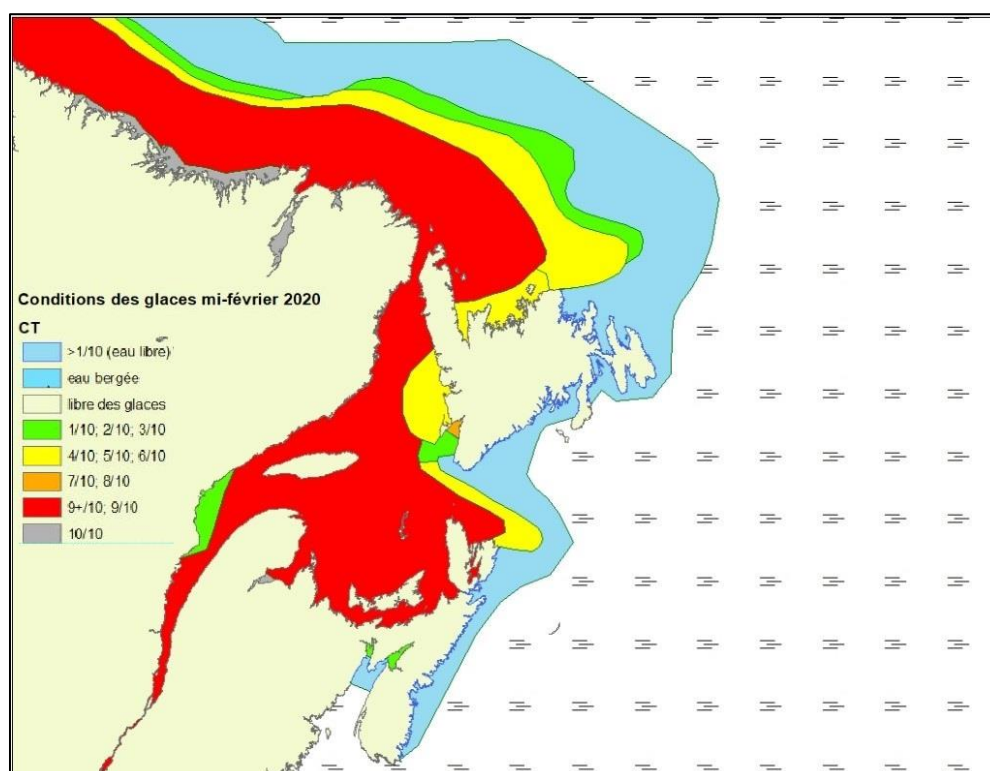 Conditions des glaces mi-février 2020
CT
>1/10 (eau libre)
eau bergée
libre des glaces
1/10; 2/10; 3/10
4/10; 5/10; 6/10
7/10; 8/10
9+/10; 9/10
10/10